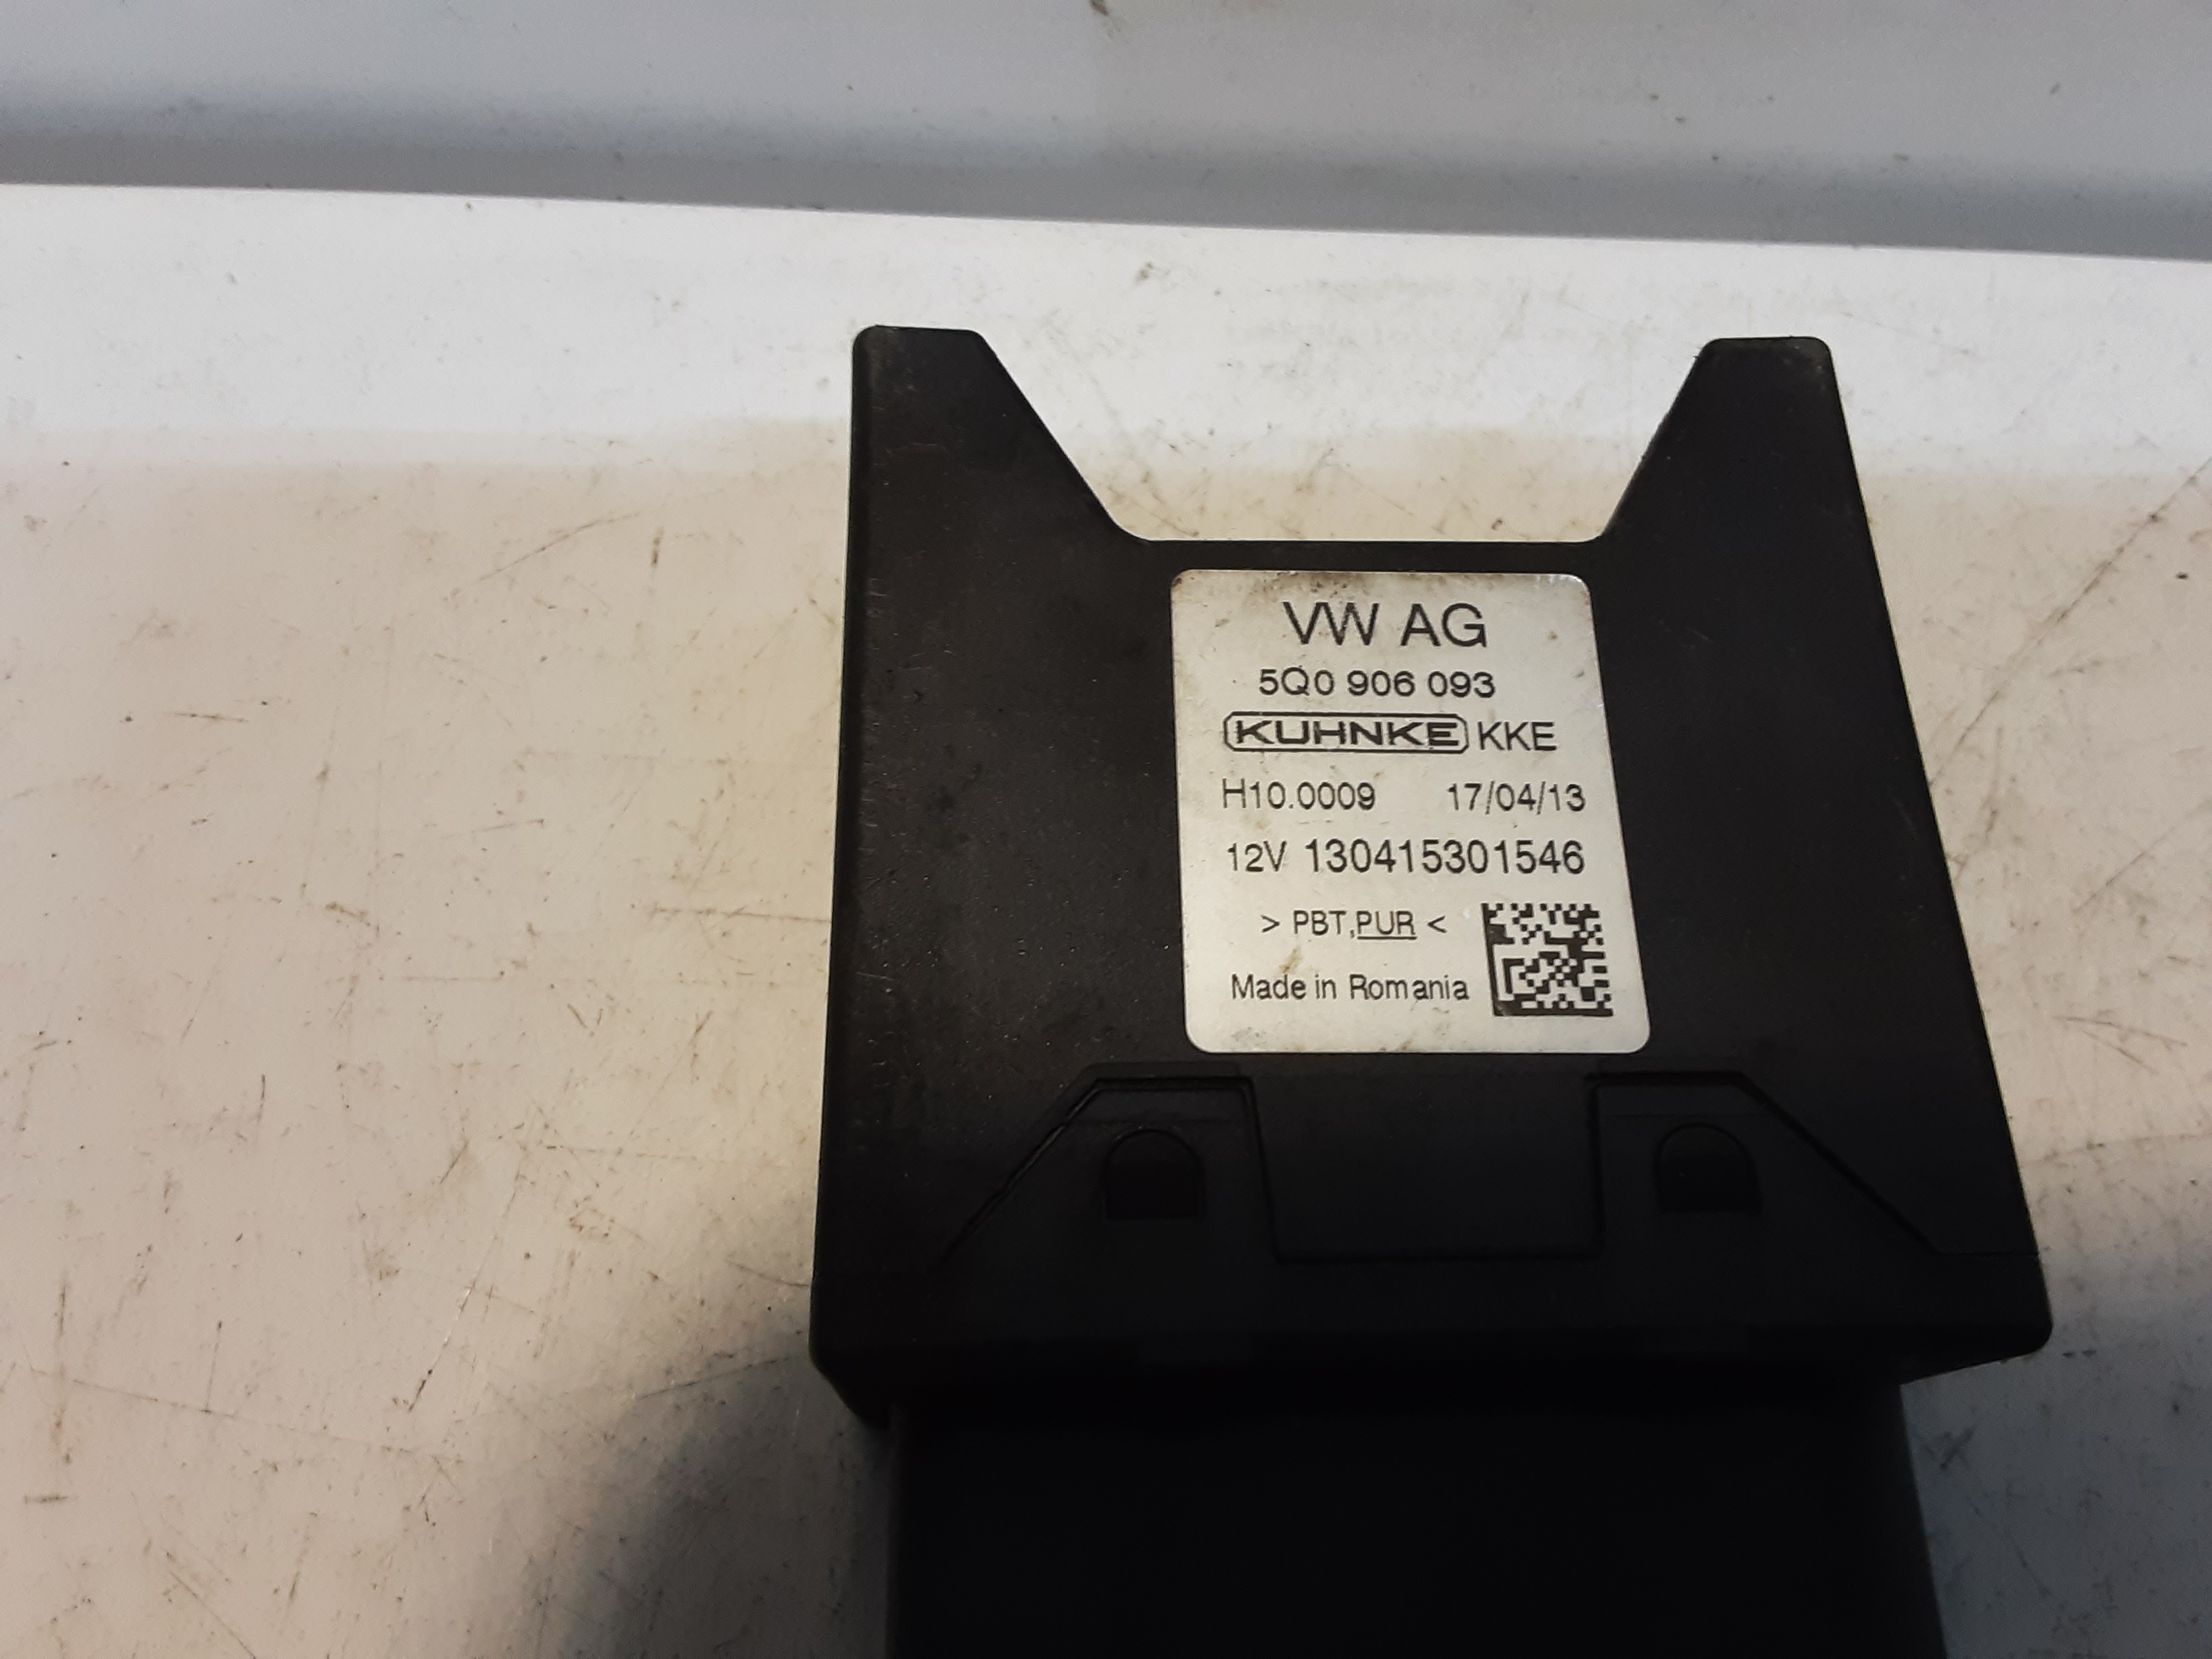 VW AG
5Q0 906 093
KUHNKE KKE
H10.0009 17/04/13
12V 130415301546
> PBT,PUR <
Made in Romania